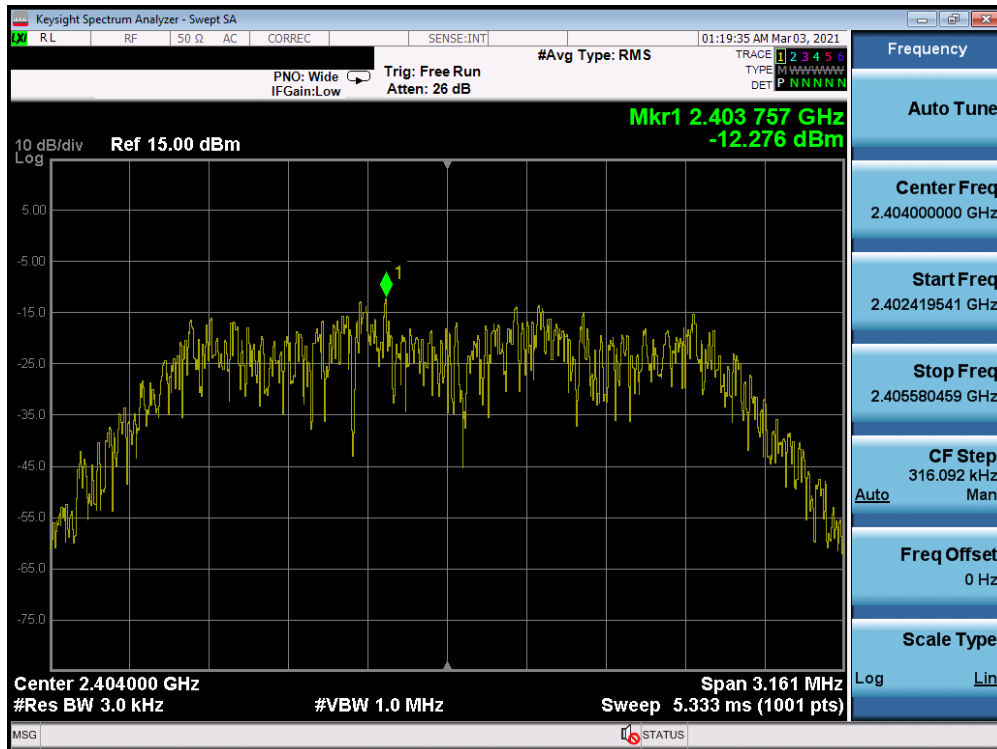 Keysight Spectrum Analyzer - Swept SA
LXI RL RF 50 Ω AC CORREC SENSE:INT 01:19:35 AM Mar 03, 2021
PNO: Wide
IFGain:Low
Trig: Free Run
Atten: 26 dB
#Avg Type: RMS
TRACE 1 2 3 4 5 6
TYPE M W W W W W
DET P N N N N N
Mkr1 2.403 757 GHz
-12.276 dBm
10 dB/div Ref 15.00 dBm
Log
5.00
-5.00
-15.0
-25.0
-35.0
-45.0
-55.0
-65.0
-75.0
1
Center 2.404000 GHz Span 3.161 MHz
#Res BW 3.0 kHz #VBW 1.0 MHz Sweep 5.333 ms (1001 pts)
MSG STATUS
Frequency
Auto Tune
Center Freq
2.404000000 GHz
Start Freq
2.402419541 GHz
Stop Freq
2.405580459 GHz
CF Step
316.092 kHz
Auto Man
Freq Offset
0 Hz
Scale Type
Log Lin